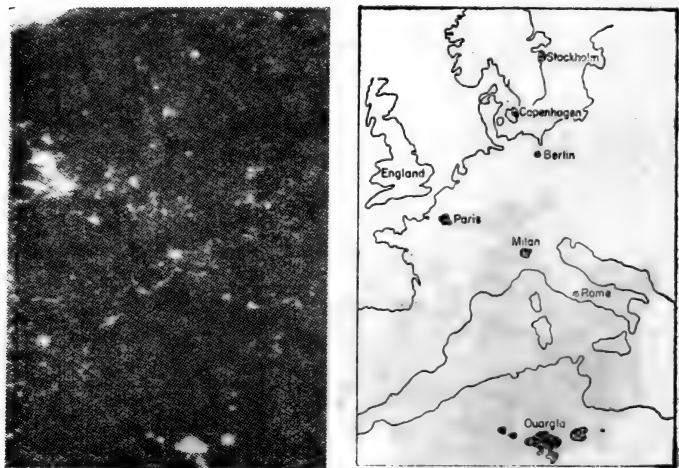 Stockholm
Copenhagen
Berlin
England
Paris
Milan
Rome
Ouargla